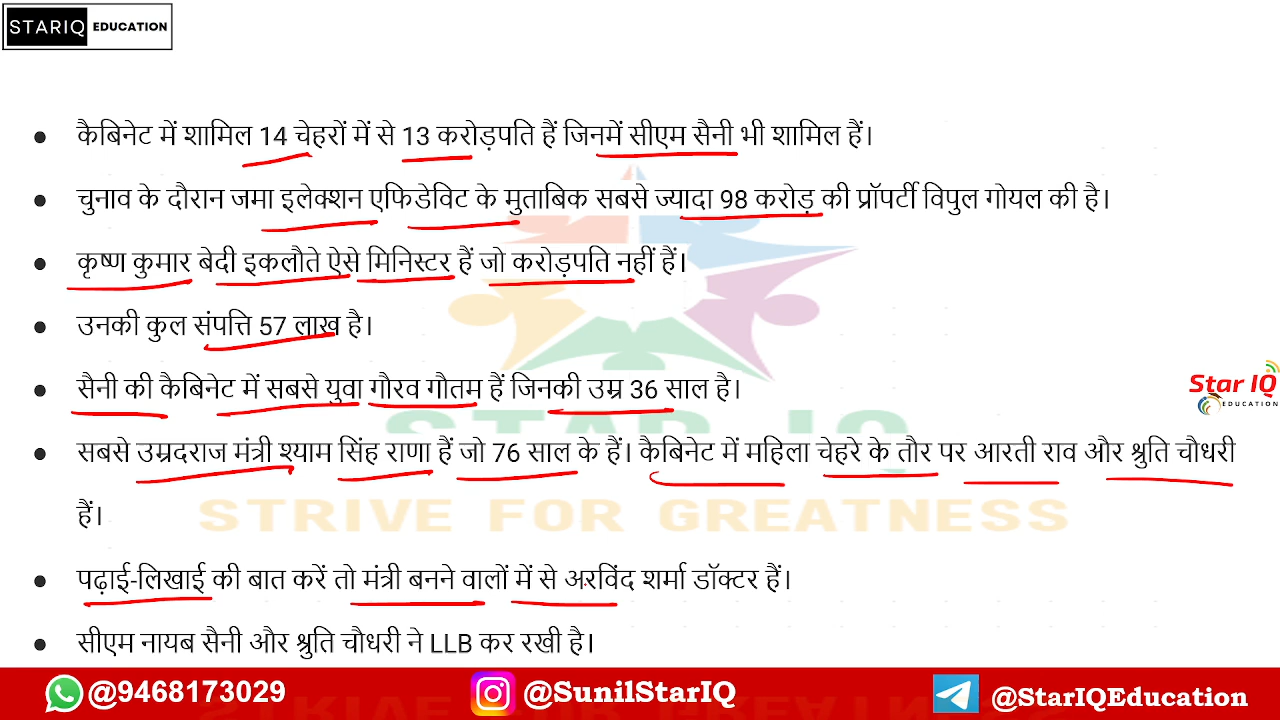 STARIQ EDUCATION
● कैबिनेट में शामिल 14 चेहरों में से 13 करोड़पति हैं जिनमें सीएम सैनी भी शामिल हैं।
● चुनाव के दौरान जमा इलेक्शन एफिडेविट के मुताबिक सबसे ज्यादा 98 करोड़ की प्रॉपर्टी विपुल गोयल की है।
● कृष्ण कुमार बेदी इकलौते ऐसे मिनिस्टर हैं जो करोड़पति नहीं हैं।
● उनकी कुल संपत्ति 57 लाख है।
● सैनी की कैबिनेट में सबसे युवा गौरव गौतम हैं जिनकी उम्र 36 साल है।
Star IQ
EDUCATION
STAR IQ
● सबसे उम्रदराज मंत्री श्याम सिंह राणा हैं जो 76 साल के हैं। कैबिनेट में महिला चेहरे के तौर पर आरती राव और श्रुति चौधरी
हैं।
STRIVE FOR GREATNESS
● पढ़ाई-लिखाई की बात करें तो मंत्री बनने वालों में से अरविंद शर्मा डॉक्टर हैं।
● सीएम नायब सैनी और श्रुति चौधरी ने LLB कर रखी है।
@9468173029 @SunilStarIQ @StarIQEducation